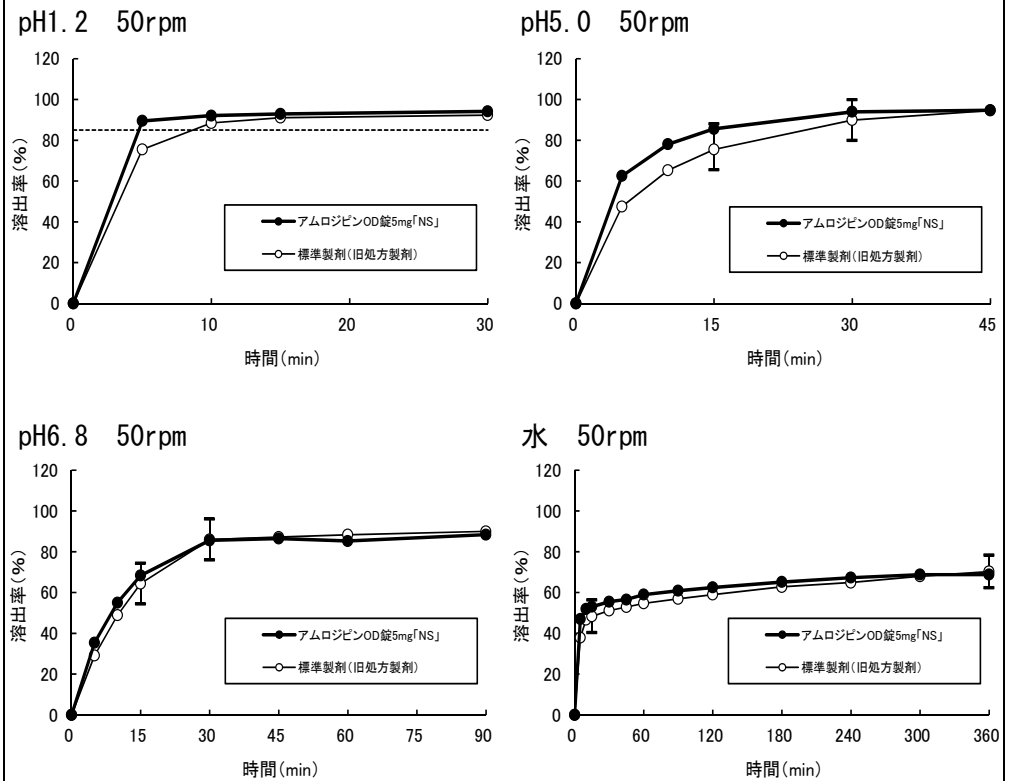 pH1.2 50rpm
120
100
80
60
40
20
0
溶出率(%)
アムロジピンOD錠5mg「NS」
標準製剤(旧処方製剤)
0 10 20 30
時間(min)
pH5.0 50rpm
120
100
80
60
40
20
0
溶出率(%)
アムロジピンOD錠5mg「NS」
標準製剤(旧処方製剤)
0 15 30 45
時間(min)
pH6.8 50rpm
120
100
80
60
40
20
0
溶出率(%)
アムロジピンOD錠5mg「NS」
標準製剤(旧処方製剤)
0 15 30 45 60 75 90
時間(min)
水 50rpm
120
100
80
60
40
20
0
溶出率(%)
アムロジピンOD錠5mg「NS」
標準製剤(旧処方製剤)
0 60 120 180 240 300 360
時間(min)